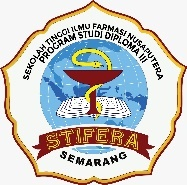 SEKOLAH TINGGI ILMU FARMASI NUSAPUTERA
PROGRAM STUDI DIPLOMA III
STIFERA
SEMARANG